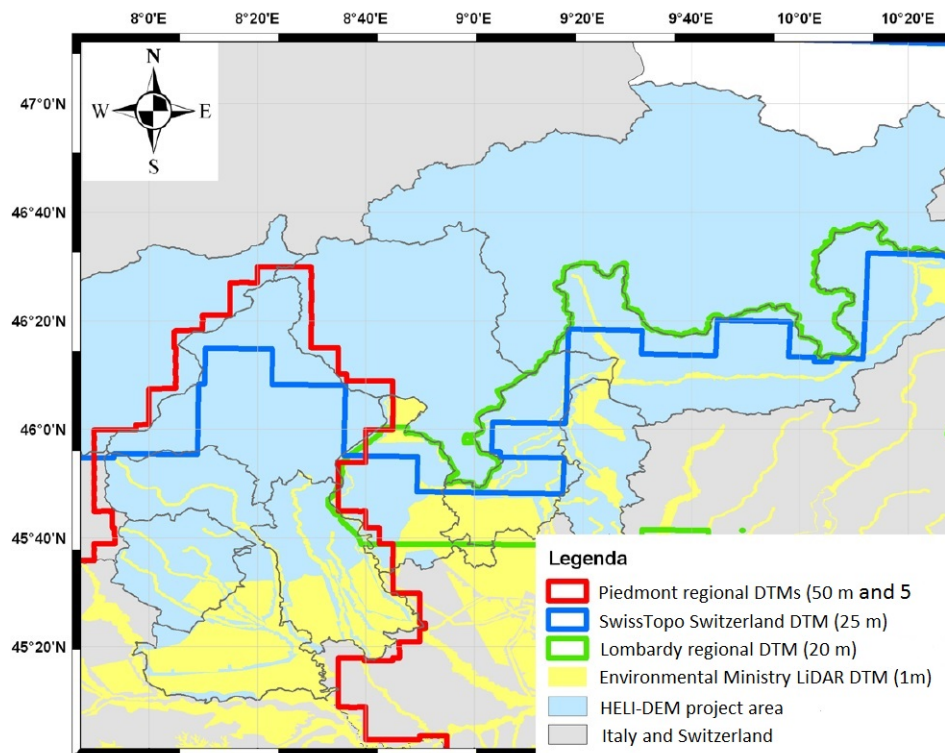 8°0'E 8°20'E 8°40'E 9°0'E 9°20'E 9°40'E 10°0'E 10°20'E
N
W E
S
47°0'N
46°40'N
46°20'N
46°0'N
45°40'N
45°20'N
Legenda
Piedmont regional DTMs (50 m and 5
SwissTopo Switzerland DTM (25 m)
Lombardy regional DTM (20 m)
Environmental Ministry LiDAR DTM (1m)
HELI-DEM project area
Italy and Switzerland